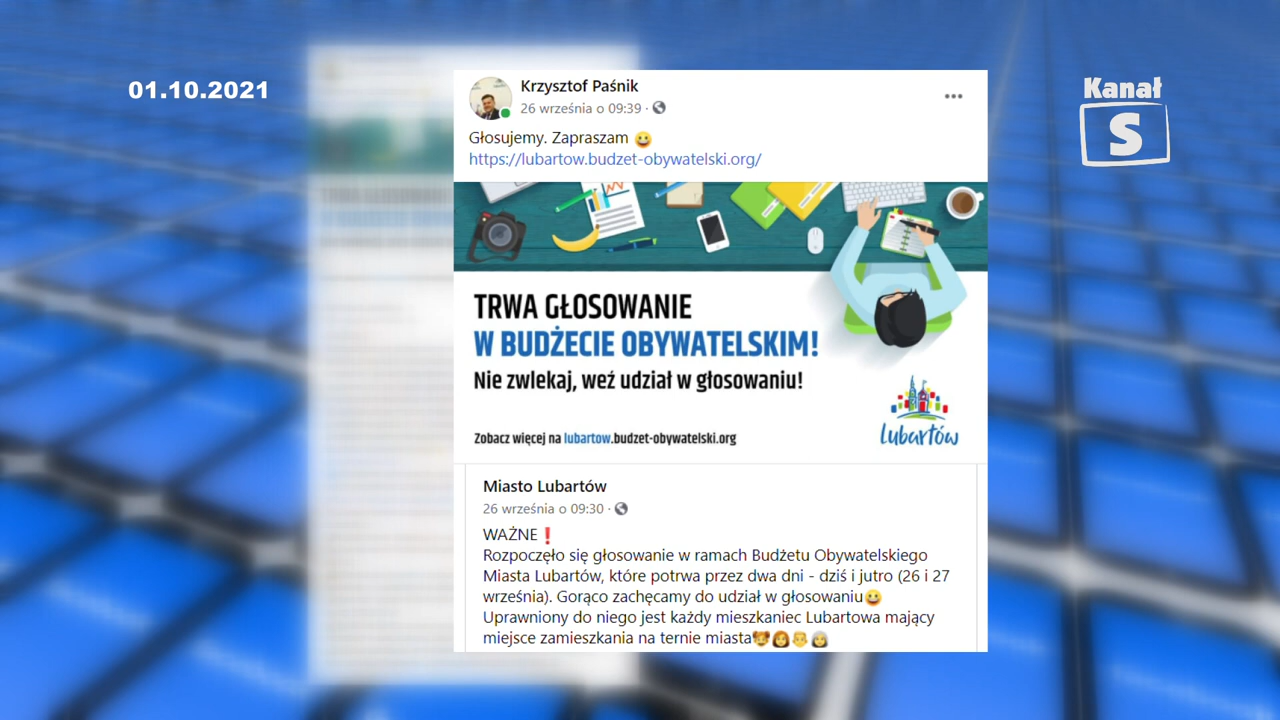 01.10.2021
Kanał
S
Krzysztof Paśnik
26 września o 09:39 ·
Głosujemy. Zapraszam 😀
https://lubartow.budzet-obywatelski.org/
TRWA GŁOSOWANIE
W BUDŻECIE OBYWATELSKIM!
Nie zwlekaj, weź udział w głosowaniu!
Zobacz więcej na lubartow.budzet-obywatelski.org
Lubartów
Miasto Lubartów
26 września o 09:30 ·
WAŻNE❗
Rozpoczęło się głosowanie w ramach Budżetu Obywatelskiego
Miasta Lubartów, które potrwa przez dwa dni - dziś i jutro (26 i 27
września). Gorąco zachęcamy do udział w głosowaniu😀
Uprawniony do niego jest każdy mieszkaniec Lubartowa mający
miejsce zamieszkania na ternie miasta👧👩👴👵